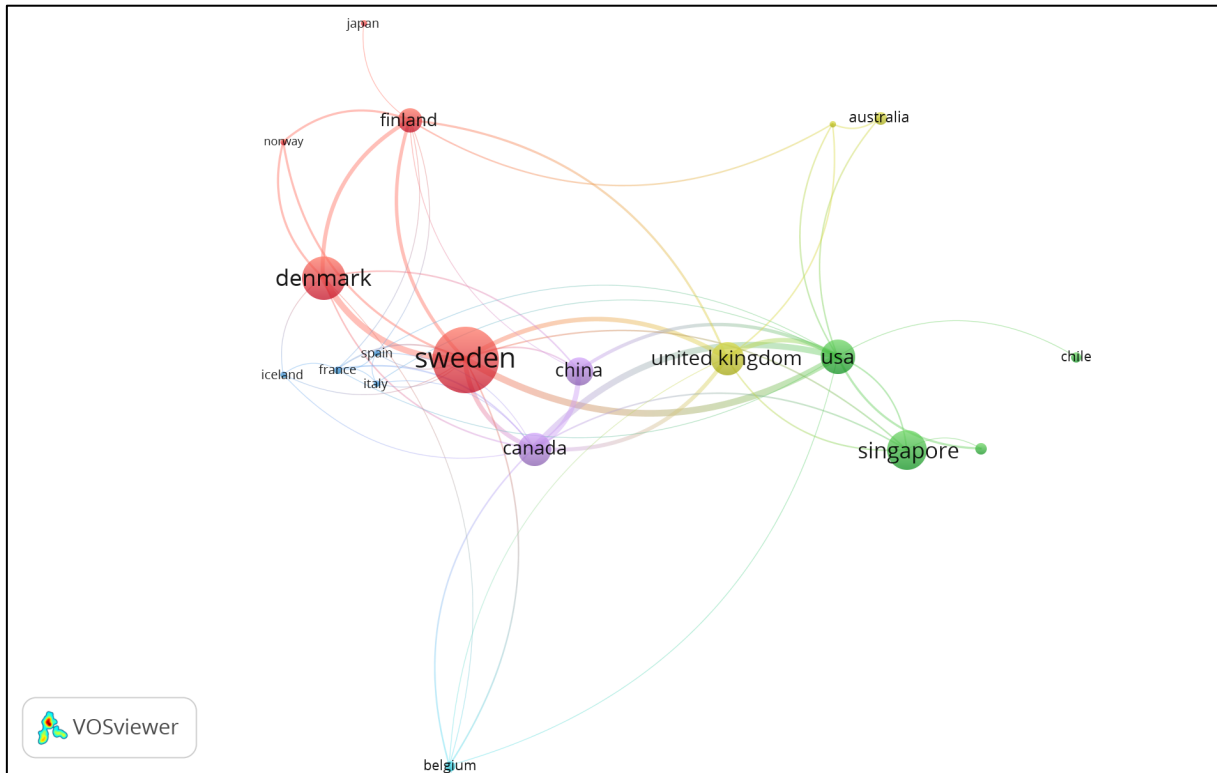 japan
finland
australia
norway
denmark
spain
sweden
united kingdom
usa
chile
iceland
france
china
italy
canada
singapore
VOSviewer
belgium